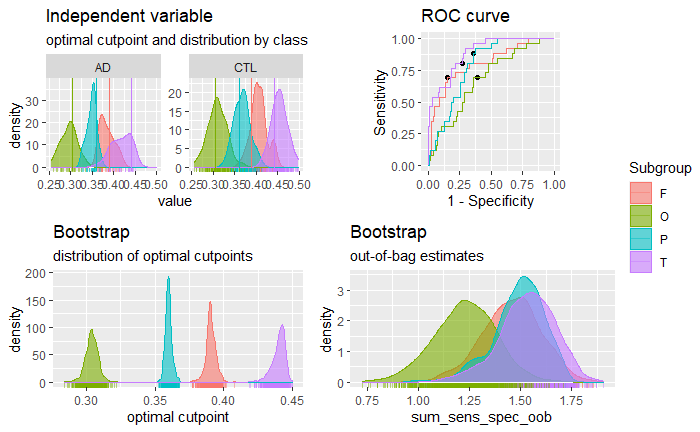 Independent variable
optimal cutpoint and distribution by class
AD
CTL
density
30
20
10
0
20
15
10
5
0
0.25 0.30 0.35 0.40 0.45 0.50
0.25 0.30 0.35 0.40 0.45 0.50
value
ROC curve
Sensitivity
1.00
0.75
0.50
0.25
0.00
0.00 0.25 0.50 0.75 1.00
1 - Specificity
Subgroup
F
O
P
T
Bootstrap
distribution of optimal cutpoints
density
200
150
100
50
0
0.30 0.35 0.40 0.45
optimal cutpoint
Bootstrap
out-of-bag estimates
density
3
2
1
0
0.75 1.00 1.25 1.50 1.75
sum_sens_spec_oob